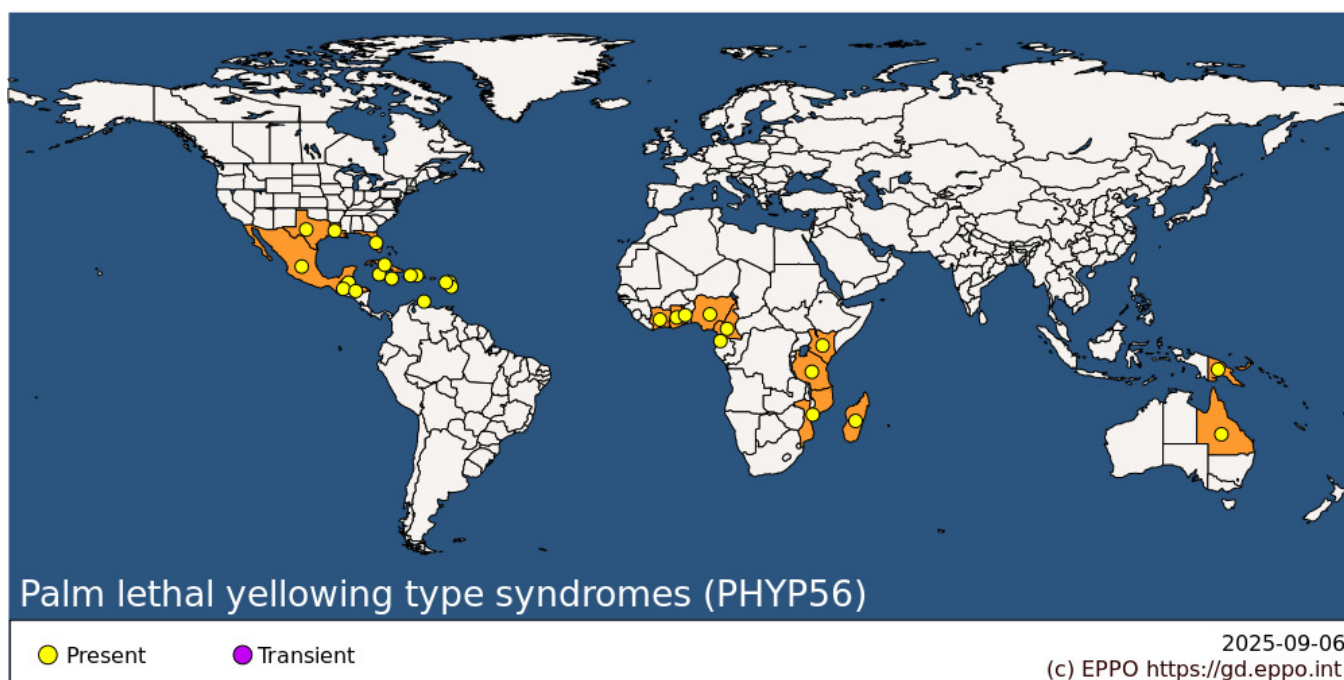 Palm lethal yellowing type syndromes (PHYP56)
Present
Transient
2025-09-06
(c) EPPO https://gd.eppo.int